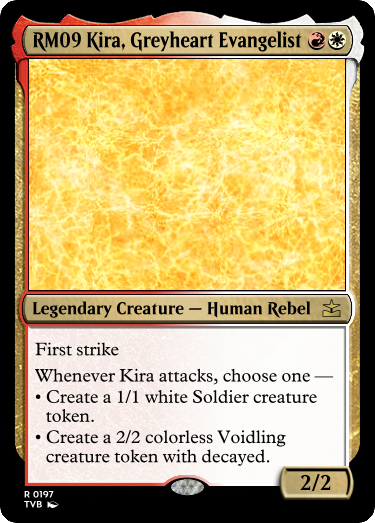 RM09 Kira, Greyheart Evangelist
Legendary Creature — Human Rebel
First strike
Whenever Kira attacks, choose one —
• Create a 1/1 white Soldier creature
token.
• Create a 2/2 colorless Voidling
creature token with decayed.
2/2
R 0197
TVB